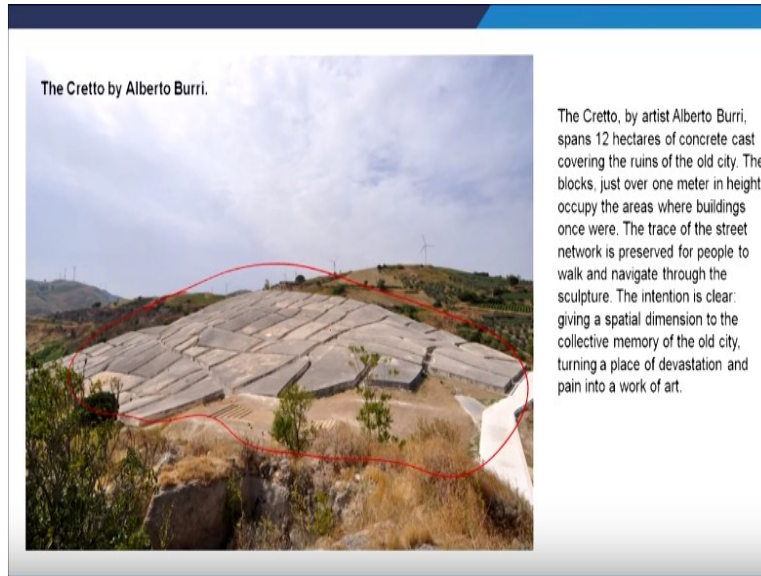 The Cretto by Alberto Burri.
The Cretto, by artist Alberto Burri,
spans 12 hectares of concrete cast
covering the ruins of the old city. The
blocks, just over one meter in height
occupy the areas where buildings
once were. The trace of the street
network is preserved for people to
walk and navigate through the
sculpture. The intention is clear:
giving a spatial dimension to the
collective memory of the old city,
turning a place of devastation and
pain into a work of art.